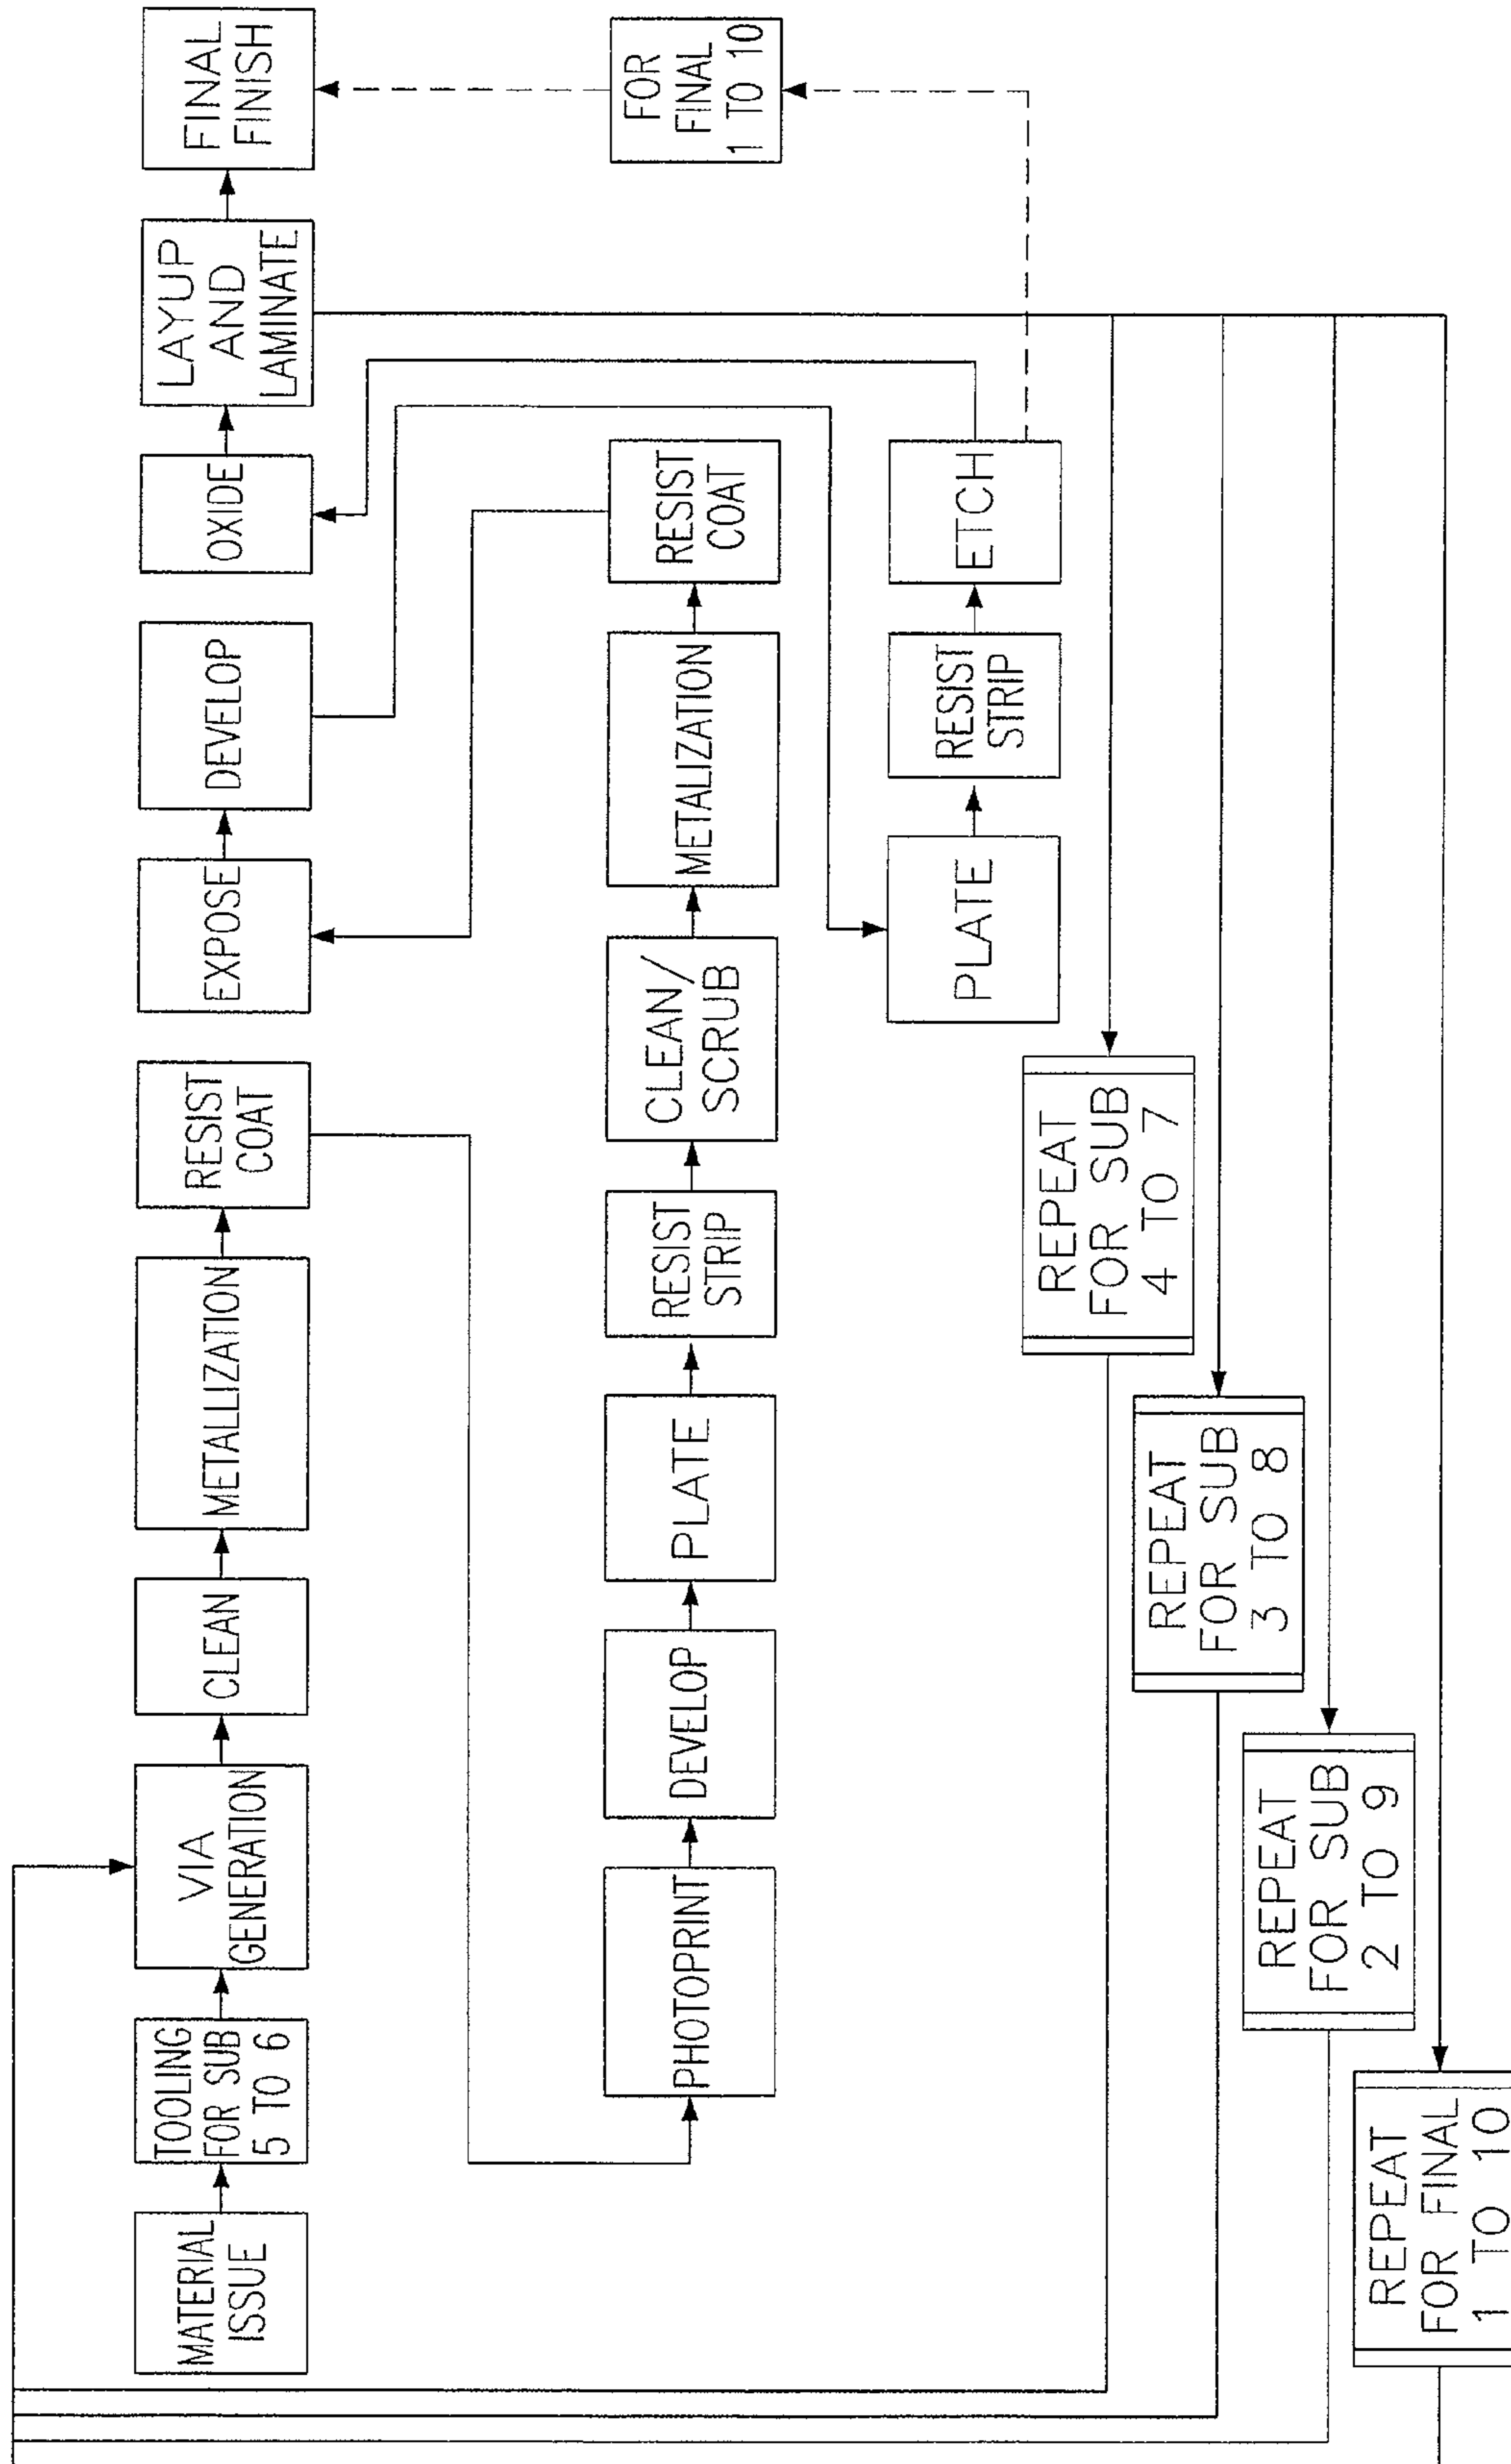 MATERIAL
ISSUE
TOOLING
FOR SUB
5 TO 6
VIA
GENERATION
CLEAN
METALLIZATION
RESIST
COAT
EXPOSE
DEVELOP
OXIDE
LAYUP
AND
LAMINATE
FINAL
FINISH
PHOTOPRINT
DEVELOP
PLATE
RESIST
STRIP
CLEAN/
SCRUB
METALIZATION
RESIST
COAT
FOR
FINAL
1 TO 10
PLATE
RESIST
STRIP
ETCH
REPEAT
FOR SUB
4 TO 7
REPEAT
FOR SUB
3 TO 8
REPEAT
FOR SUB
2 TO 9
REPEAT
FOR FINAL
1 TO 10